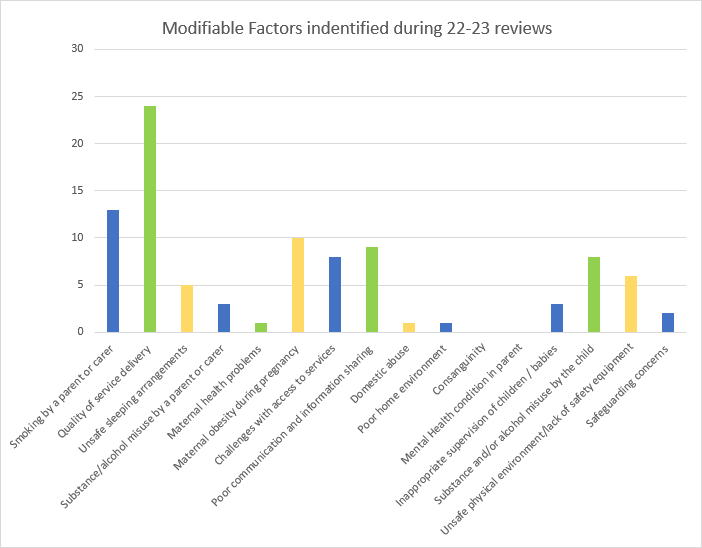 Modifiable Factors indentified during 22-23 reviews
30
25
20
15
10
5
0
Smoking by a parent or carer
Quality of service delivery
Unsafe sleeping arrangements
Substance/alcohol misuse by a parent or carer
Maternal health problems
Maternal obesity during pregnancy
Challenges with access to services
Poor communication and information sharing
Domestic abuse
Poor home environment
Consanguinity
Mental Health condition in parent
Inappropriate supervision of children / babies
Substance and/or alcohol misuse by the child
Unsafe physical environment/lack of safety equipment
Safeguarding concerns